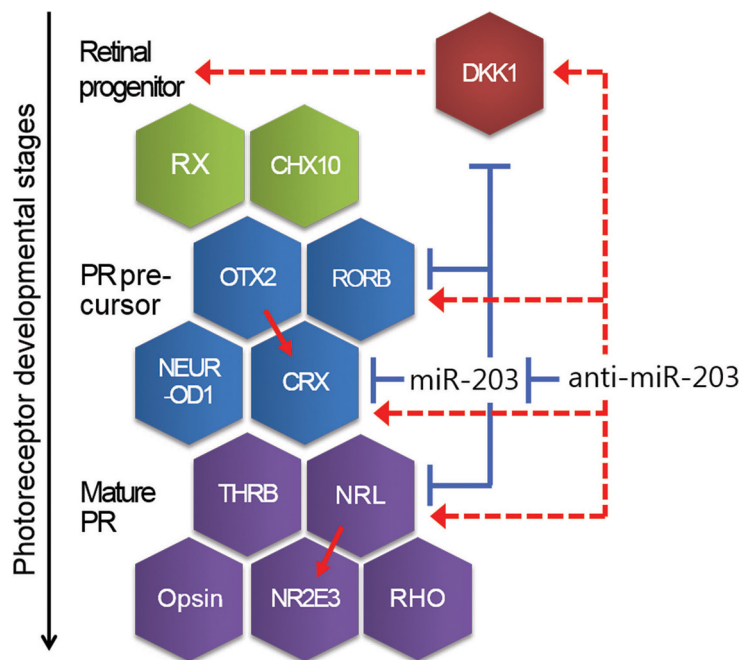 Photoreceptor developmental stages
Retinal
progenitor
DKK1
RX
CHX10
PR pre-
cursor
OTX2
RORB
NEUR
-OD1
CRX
miR-203
anti-miR-203
Mature
PR
THRB
NRL
Opsin
NR2E3
RHO